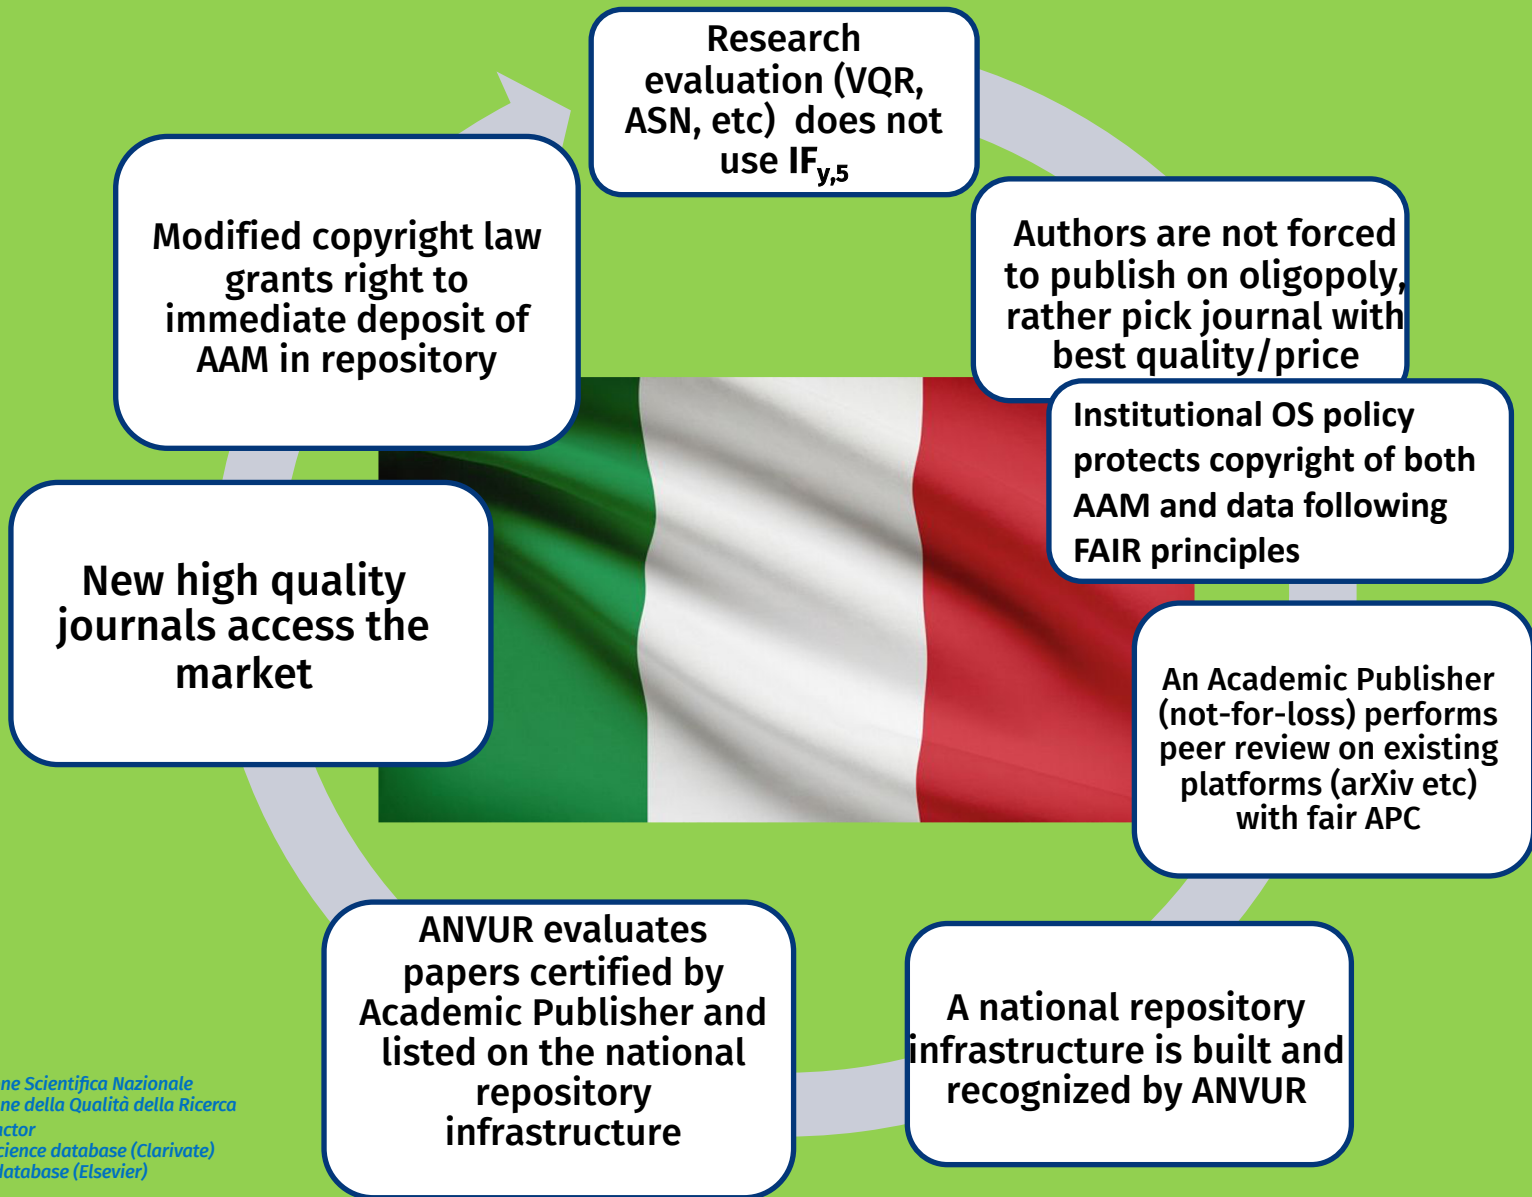 Research
evaluation (VQR,
ASN, etc) does not
use IFy,5
Authors are not forced
to publish on oligopoly,
rather pick journal with
best quality/price
Institutional OS policy
protects copyright of both
AAM and data following
FAIR principles
An Academic Publisher
(not-for-loss) performs
peer review on existing
platforms (arXiv etc)
with fair APC
A national repository
infrastructure is built and
recognized by ANVUR
ANVUR evaluates
papers certified by
Academic Publisher and
listed on the national
repository
infrastructure
New high quality
journals access the
market
Modified copyright law
grants right to
immediate deposit of
AAM in repository
ne Scientifica Nazionale
ne della Qualità della Ricerca
actor
cience database (Clarivate)
database (Elsevier)